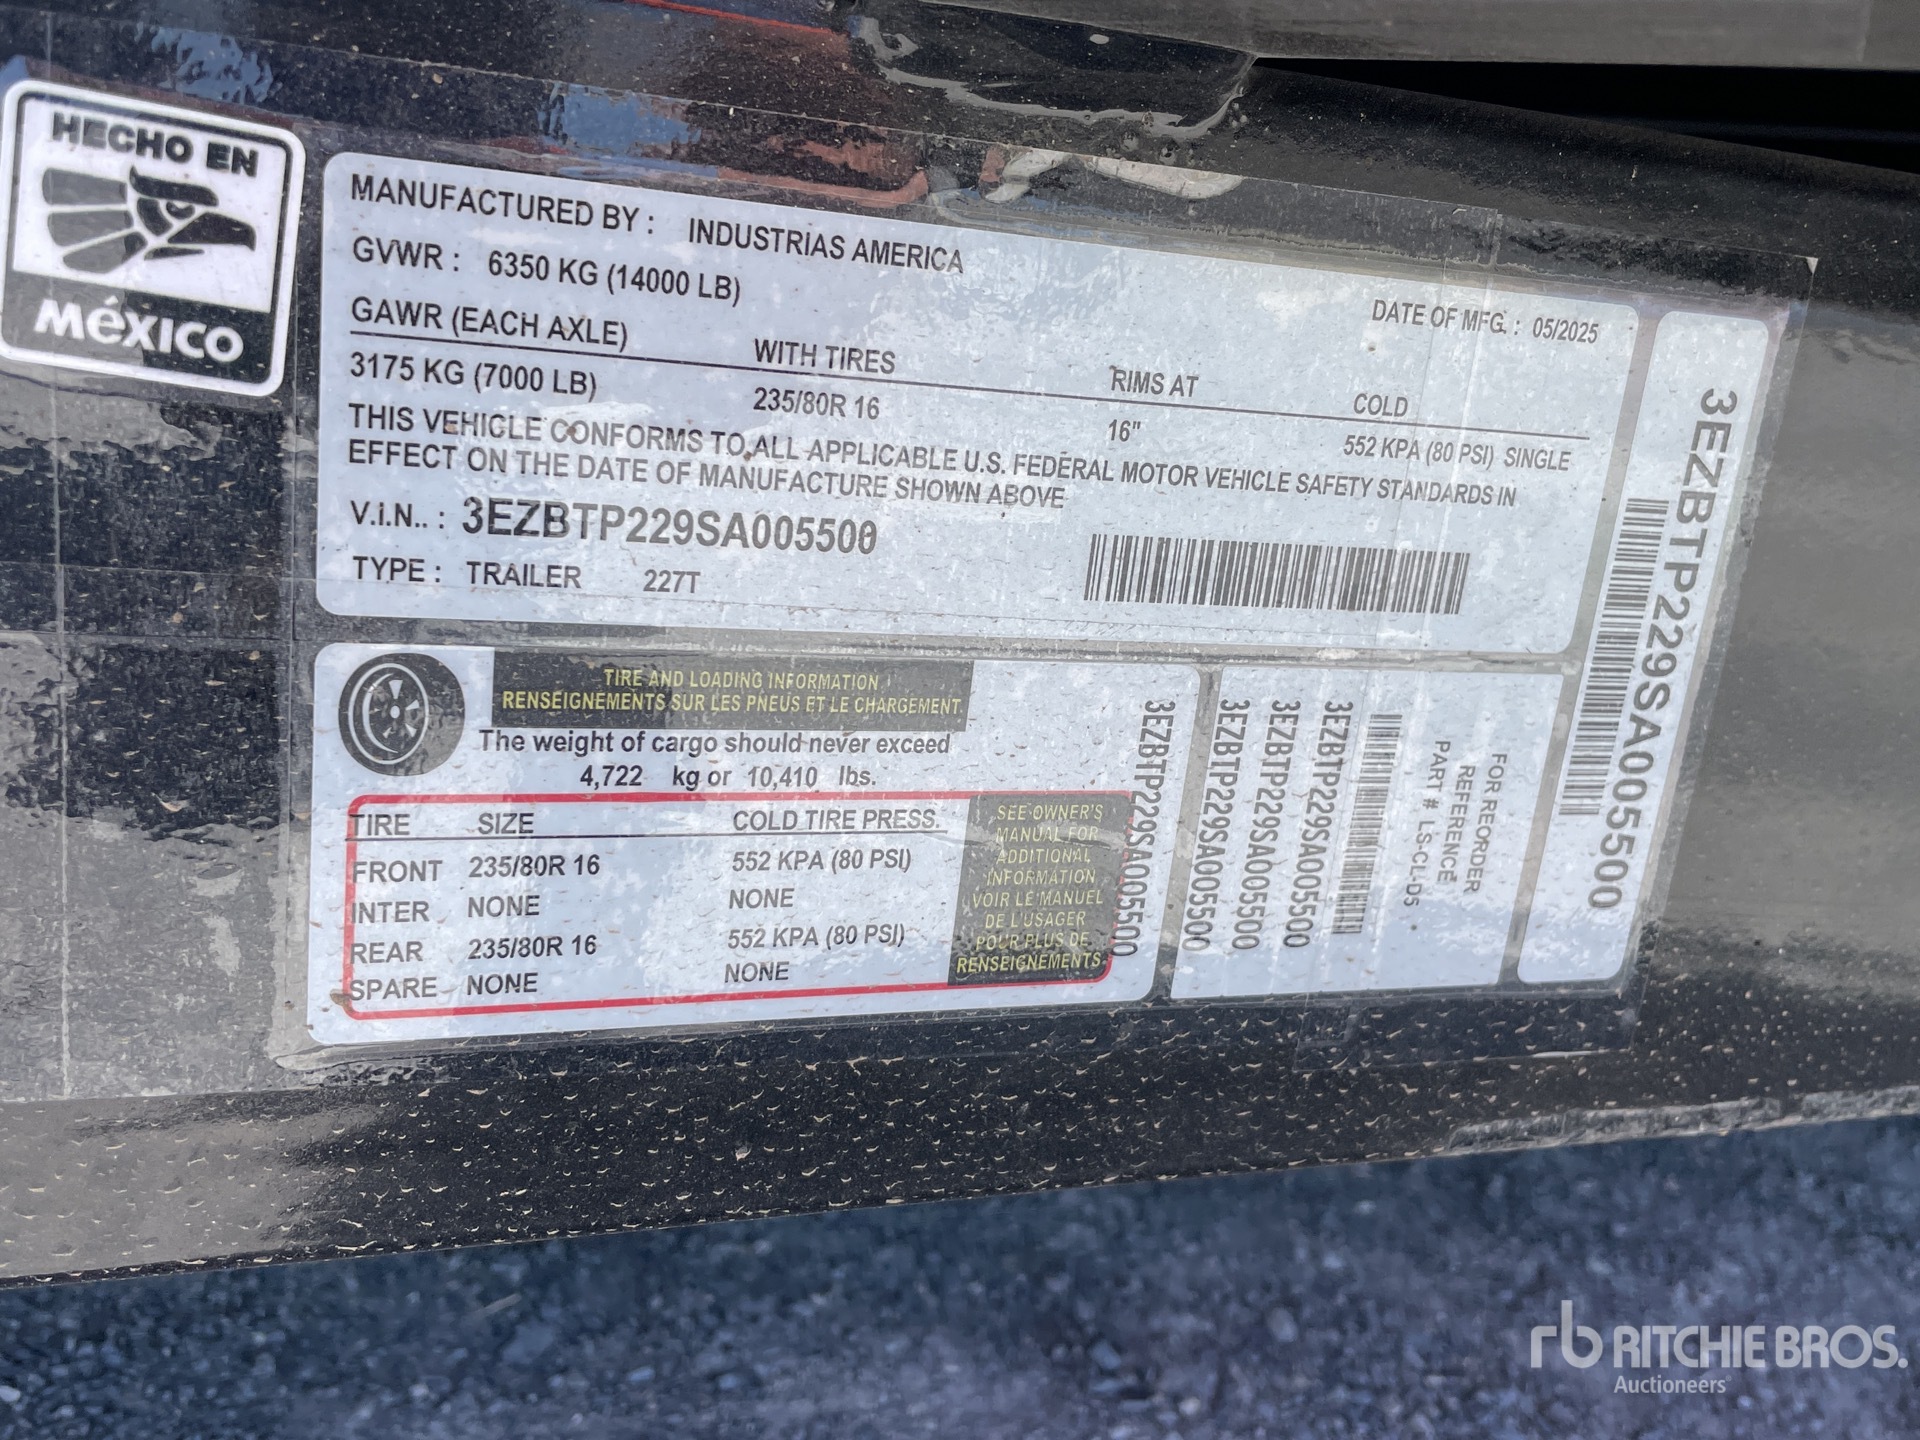 HECHO EN
MéXICO
MANUFACTURED BY : INDUSTRIAS AMERICA
GVWR : 6350 KG (14000 LB)
DATE OF MFG. : 05/2025
GAWR (EACH AXLE) WITH TIRES RIMS AT COLD
3175 KG (7000 LB) 235/80R 16 16" 552 KPA (80 PSI) SINGLE
THIS VEHICLE CONFORMS TO ALL APPLICABLE U.S. FEDERAL MOTOR VEHICLE SAFETY STANDARDS IN
EFFECT ON THE DATE OF MANUFACTURE SHOWN ABOVE
V.I.N.. : 3EZBTP229SA005500
TYPE : TRAILER 227T
3EZBTP229SA005500
TIRE AND LOADING INFORMATION
RENSEIGNEMENTS SUR LES PNEUS ET LE CHARGEMENT
The weight of cargo should never exceed
4,722 kg or 10,410 lbs.
TIRE SIZE COLD TIRE PRESS.
FRONT 235/80R 16 552 KPA (80 PSI)
INTER NONE NONE
REAR 235/80R 16 552 KPA (80 PSI)
SPARE NONE NONE
SEE OWNER'S
MANUAL FOR
ADDITIONAL
INFORMATION
VOIR LE MANUEL
DE L'USAGER
POUR PLUS DE
RENSEIGNEMENTS
3EZBTP229SA005500
3EZBTP229SA005500
3EZBTP229SA005500
3EZBTP229SA005500
FOR REORDER
REFERENCE
PART # LS-CL-D5
rb RITCHIE BROS.
Auctioneers